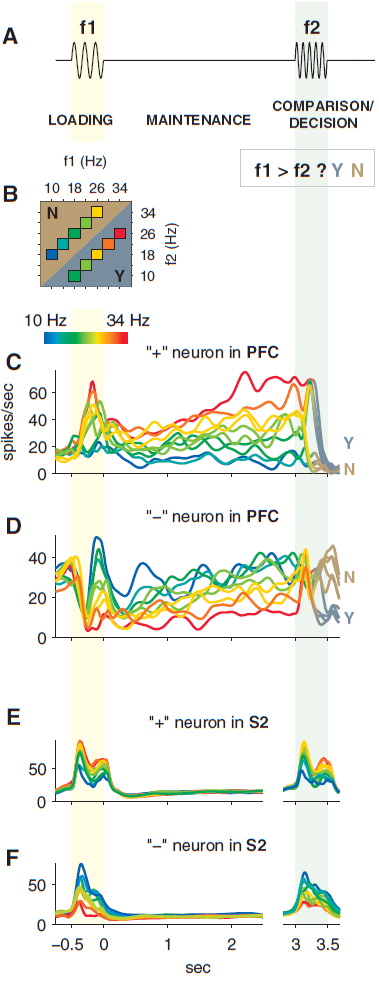 A
f1
f2
LOADING
MAINTENANCE
COMPARISON/
DECISION
f1 > f2 ? Y N
B
f1 (Hz)
10 18 26 34
N
Y
34
26
18
10
f2 (Hz)
10 Hz
34 Hz
C
"+" neuron in PFC
spikes/sec
60
40
20
0
Y
N
D
"–" neuron in PFC
40
20
0
N
Y
E
"+" neuron in S2
50
0
F
"–" neuron in S2
50
0
–0.5 0 1 2 3 3.5
sec